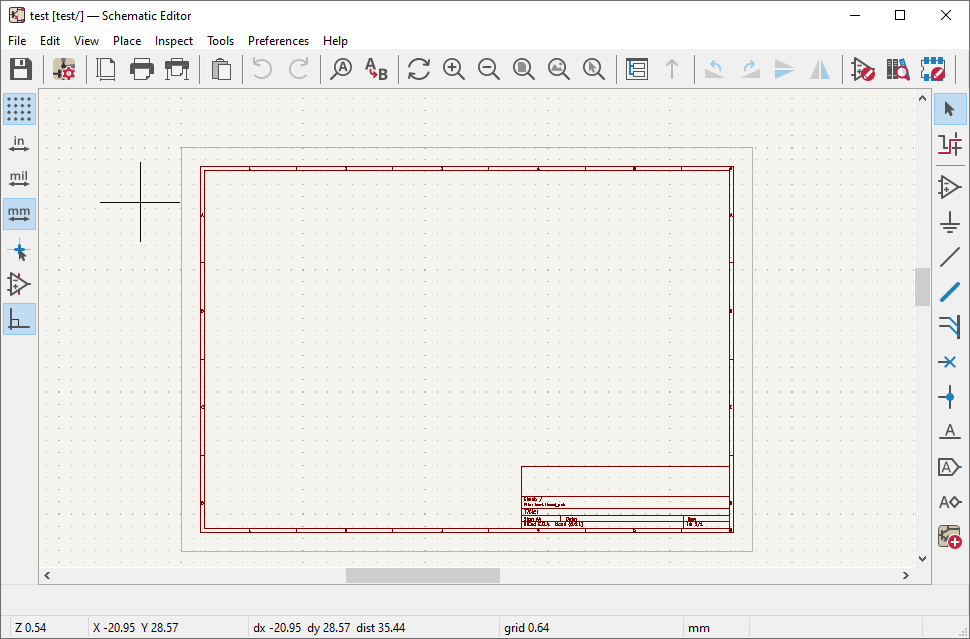 test [test/] — Schematic Editor
File Edit View Place Inspect Tools Preferences Help
A
A B
in
mil
mm
A
A
A
Title:
Z 0.54 X -20.95 Y 28.57 dx -20.95 dy 28.57 dist 35.44 grid 0.64 mm